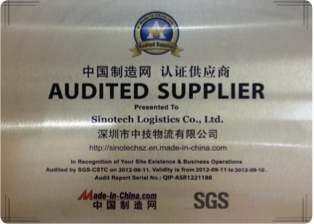 Audited Supplier
中国制造网 认证供应商
AUDITED SUPPLIER
Presented To
Sinotech Logistics Co., Ltd.
深圳市中技物流有限公司
http://sinotechsz.en.made-in-china.com
In Recognition of Your Site Existence & Business Operations
Audited by SGS-CSTC on 2012-09-11. Validity is from 2012-09-11 to 2013-09-10.
Audit Report Serial No.: QIP-ASR1221188
Made-in-China.com
中国制造网
SGS